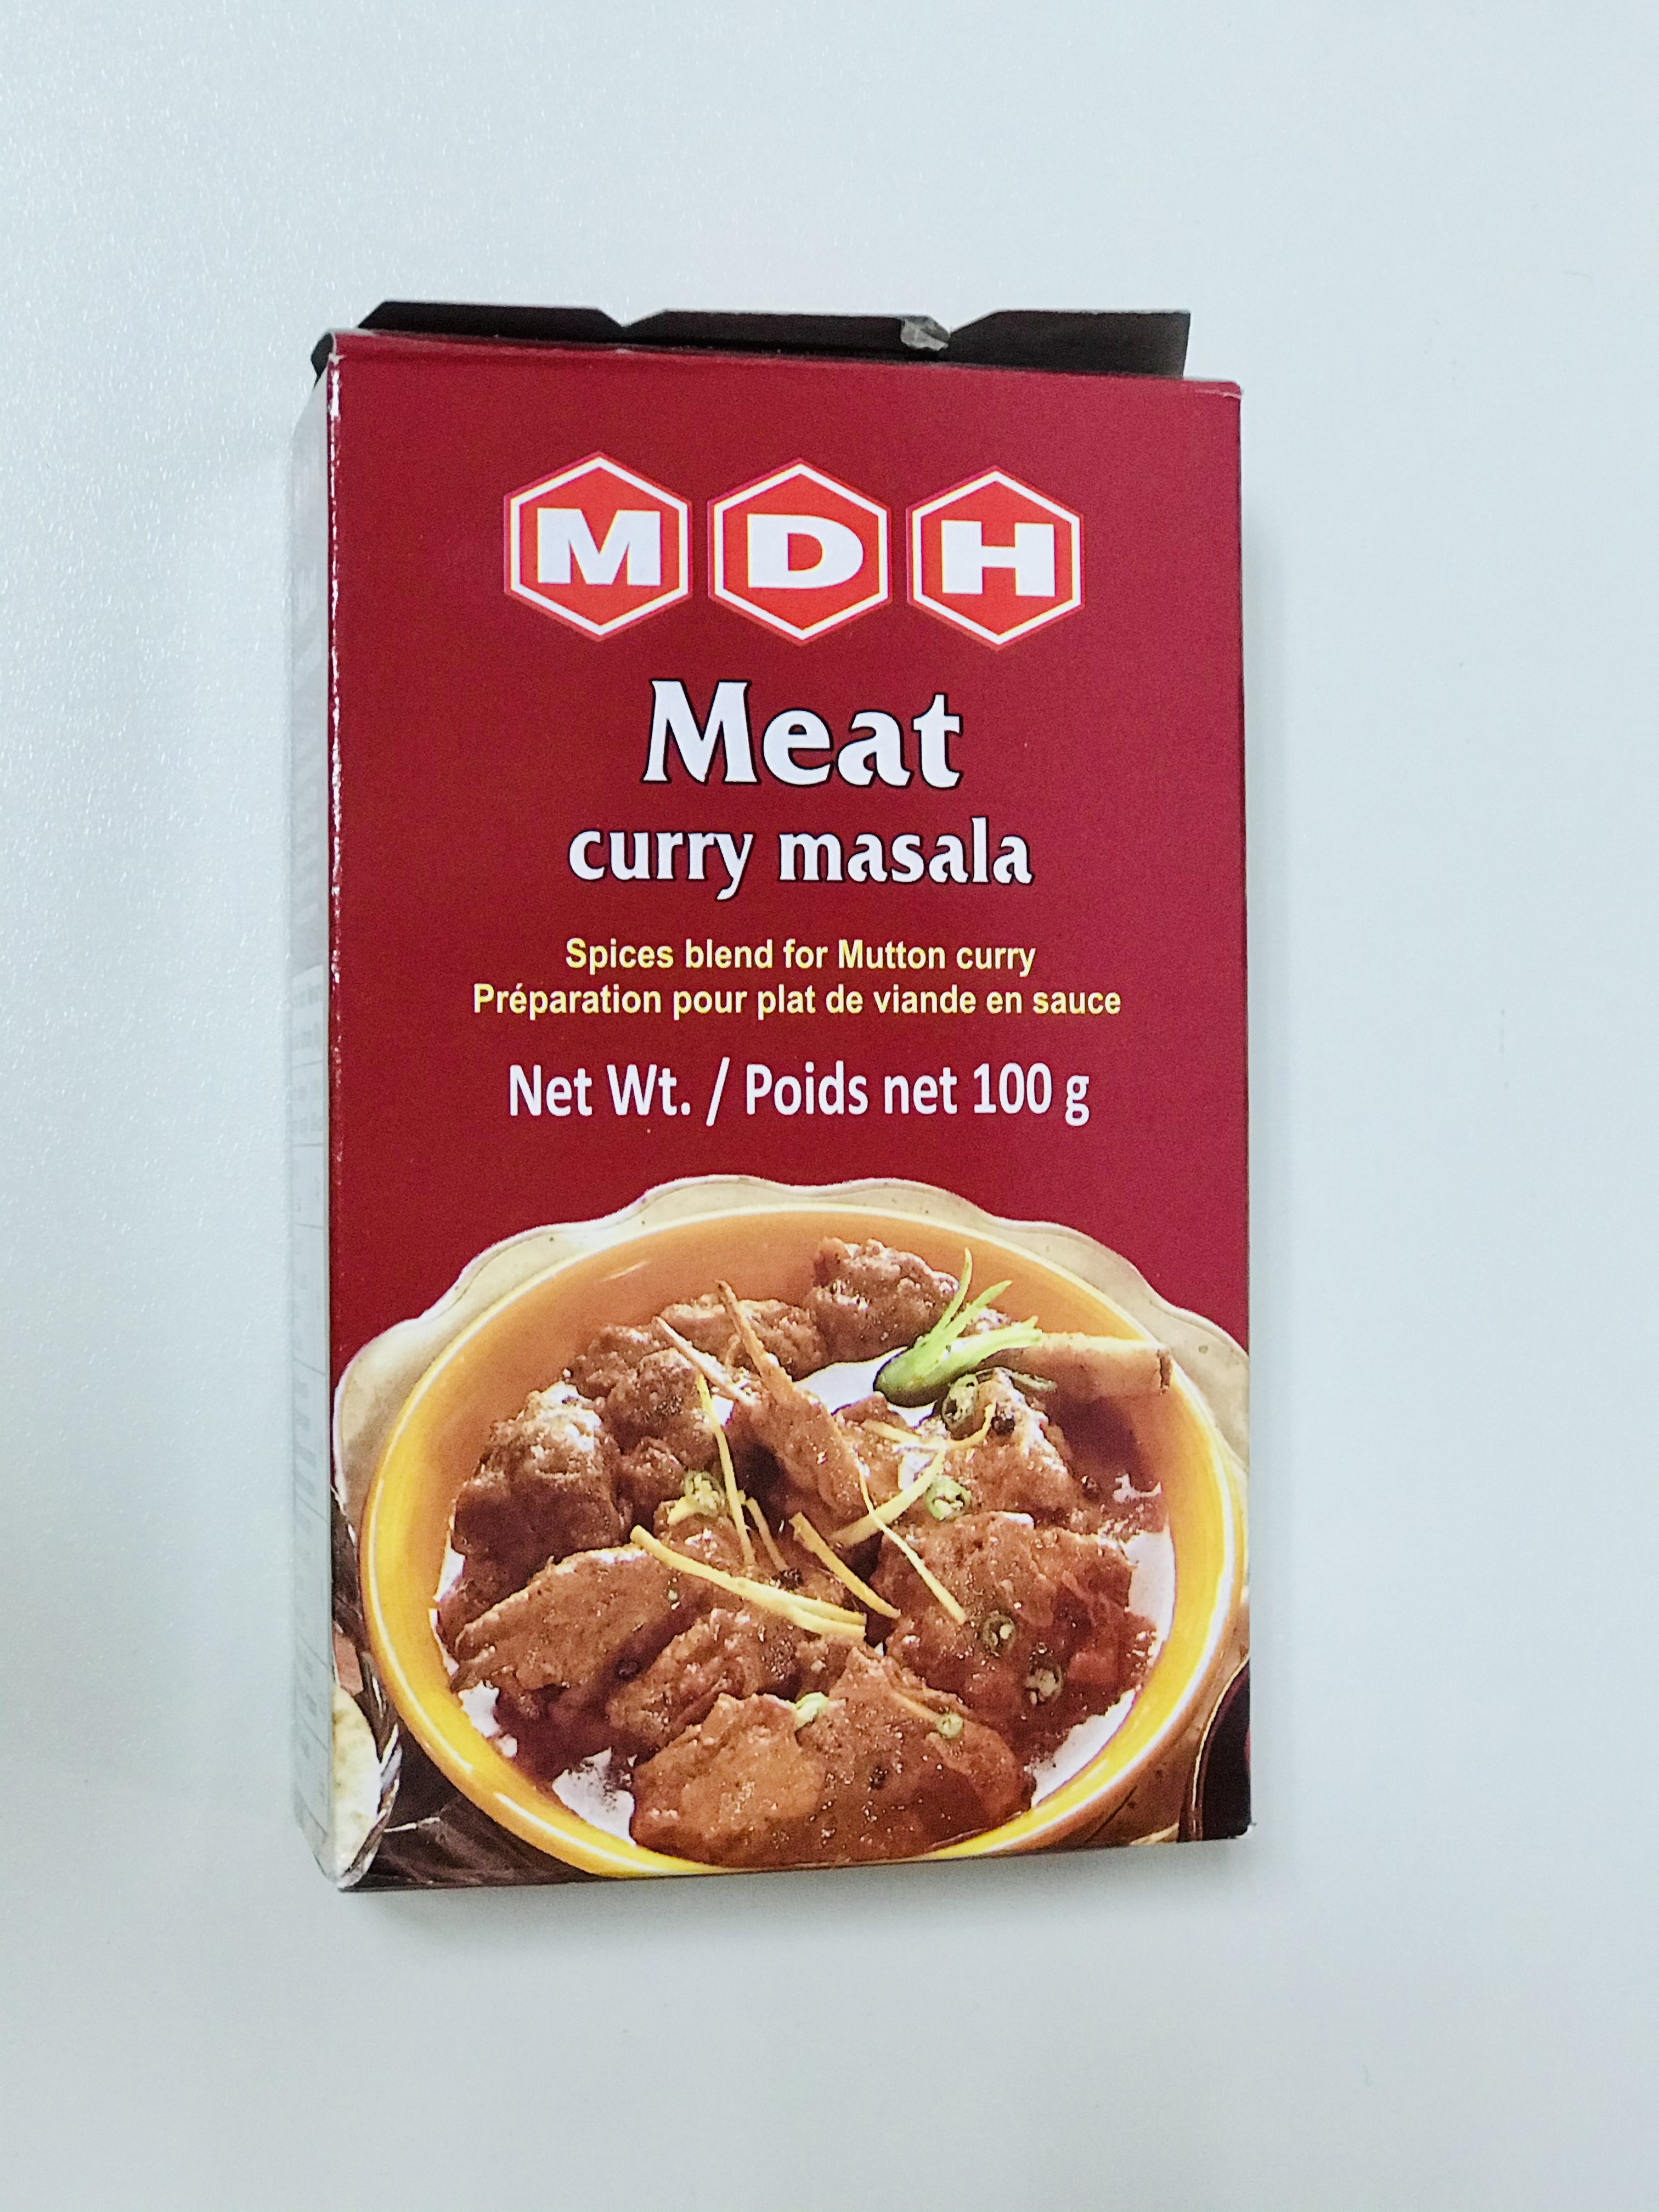 MDH
Meat
curry masala
Spices blend for Mutton curry
Préparation pour plat de viande en sauce
Net Wt. / Poids net 100 g